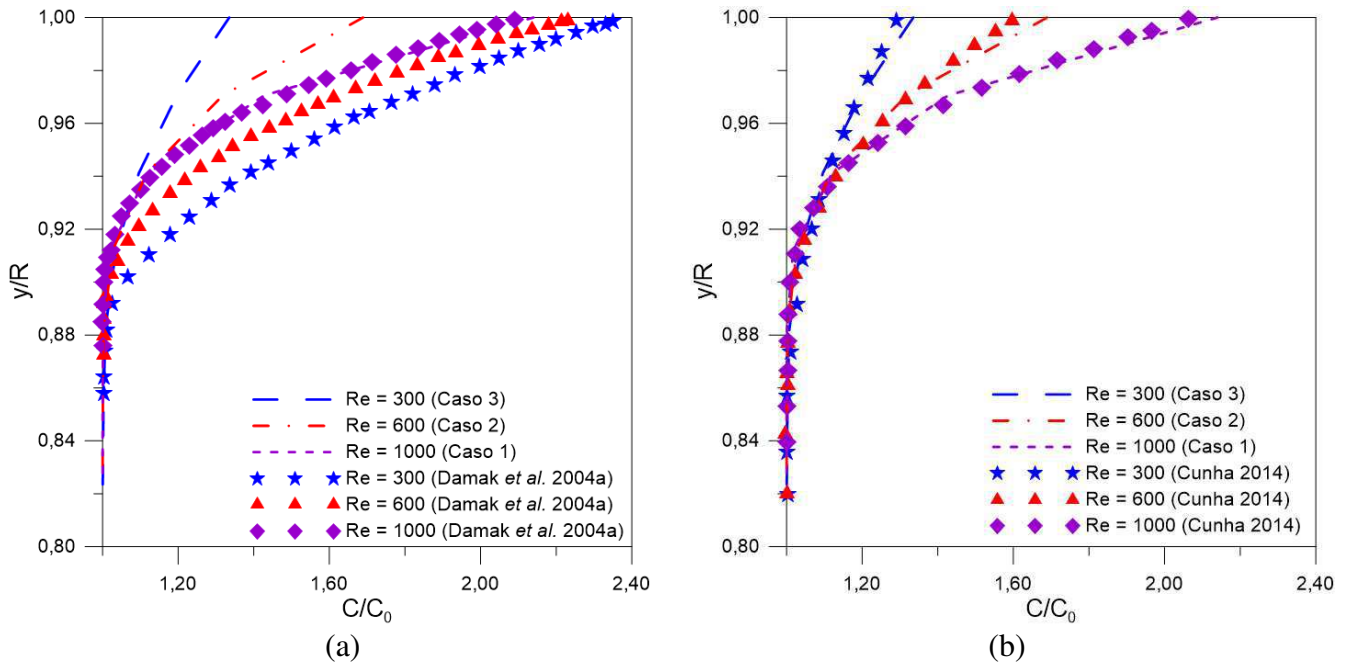 1,00
0,96
0,92
0,88
0,84
0,80
y/R
1,20
1,60
2,00
2,40
C/C0
Re = 300 (Caso 3)
Re = 600 (Caso 2)
Re = 1000 (Caso 1)
Re = 300 (Damak et al. 2004a)
Re = 600 (Damak et al. 2004a)
Re = 1000 (Damak et al. 2004a)
(a)
1,00
0,96
0,92
0,88
0,84
0,80
y/R
1,20
1,60
2,00
2,40
C/C0
Re = 300 (Caso 3)
Re = 600 (Caso 2)
Re = 1000 (Caso 1)
Re = 300 (Cunha 2014)
Re = 600 (Cunha 2014)
Re = 1000 (Cunha 2014)
(b)